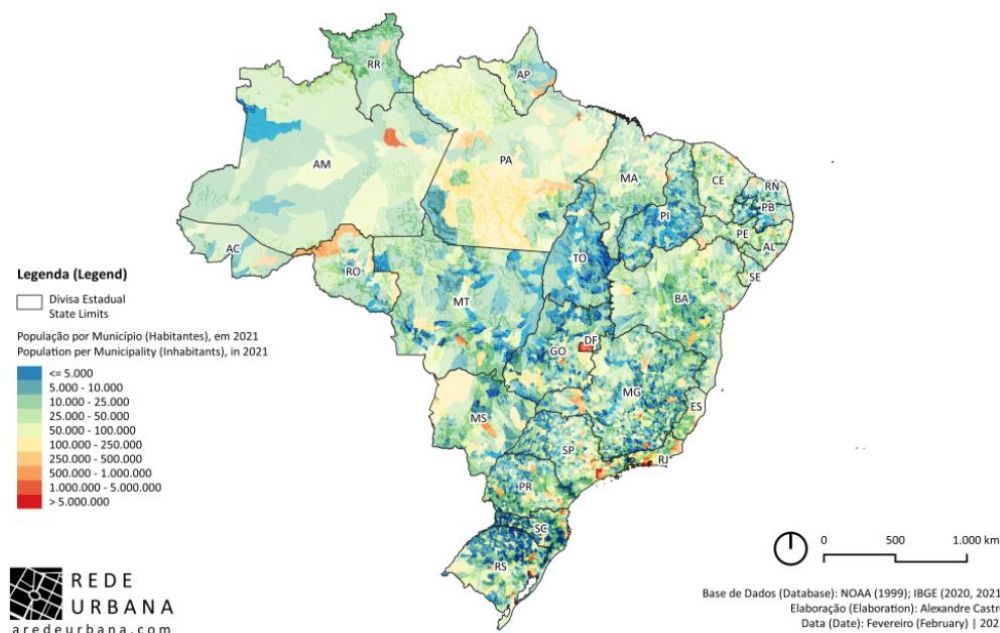 RR
AP
AM
PA
MA
CE
RN
PB
PI
PE
AL
AC
TO
SE
RO
BA
MT
DF
GO
MG
ES
MS
SP
RJ
PR
SC
RS
Legenda (Legend)
Divisa Estadual
State Limits
População por Município (Habitantes), em 2021
Population per Municipality (Inhabitants), in 2021
<= 5.000
5.000 - 10.000
10.000 - 25.000
25.000 - 50.000
50.000 - 100.000
100.000 - 250.000
250.000 - 500.000
500.000 - 1.000.000
1.000.000 - 5.000.000
> 5.000.000
0 500 1.000 km
REDE
URBANA
aredeurbana.com
Base de Dados (Database): NOAA (1999); IBGE (2020, 2021
Elaboração (Elaboration): Alexandre Castr
Data (Date): Fevereiro (February) | 202